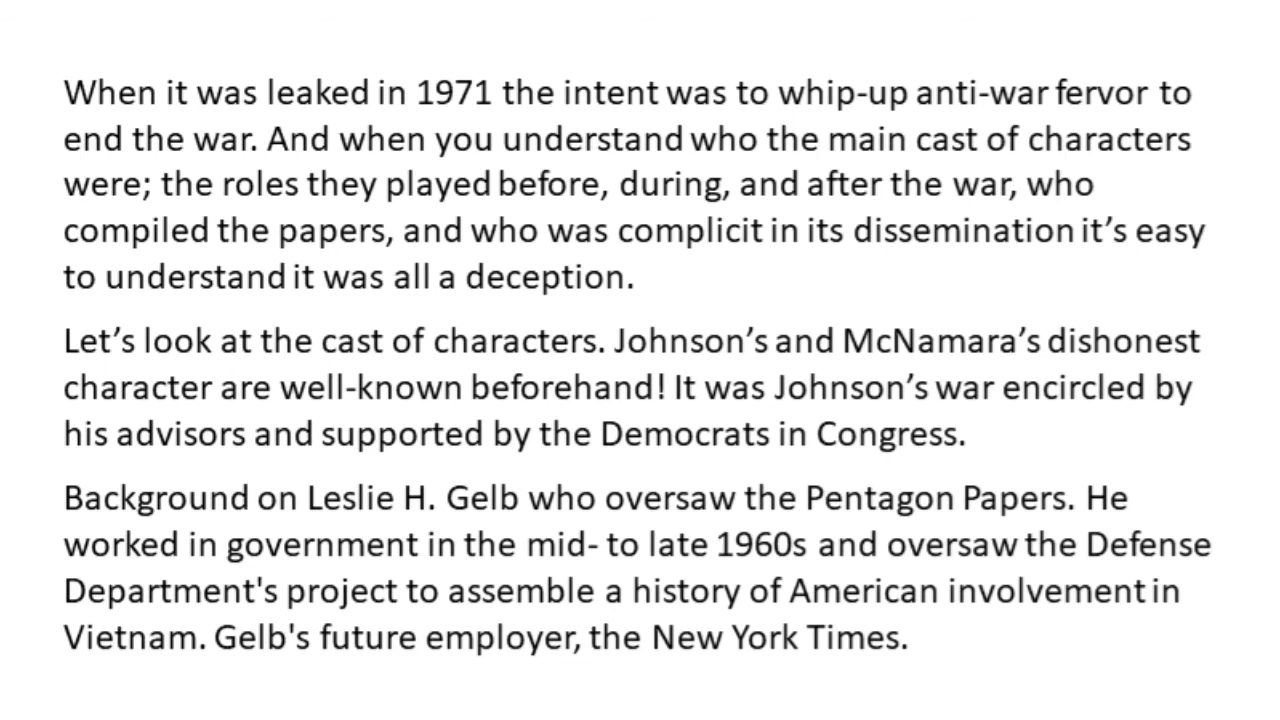 When it was leaked in 1971 the intent was to whip-up anti-war fervor to
end the war. And when you understand who the main cast of characters
were; the roles they played before, during, and after the war, who
compiled the papers, and who was complicit in its dissemination it’s easy
to understand it was all a deception.
Let’s look at the cast of characters. Johnson’s and McNamara’s dishonest
character are well-known beforehand! It was Johnson’s war encircled by
his advisors and supported by the Democrats in Congress.
Background on Leslie H. Gelb who oversaw the Pentagon Papers. He
worked in government in the mid- to late 1960s and oversaw the Defense
Department's project to assemble a history of American involvement in
Vietnam. Gelb's future employer, the New York Times.